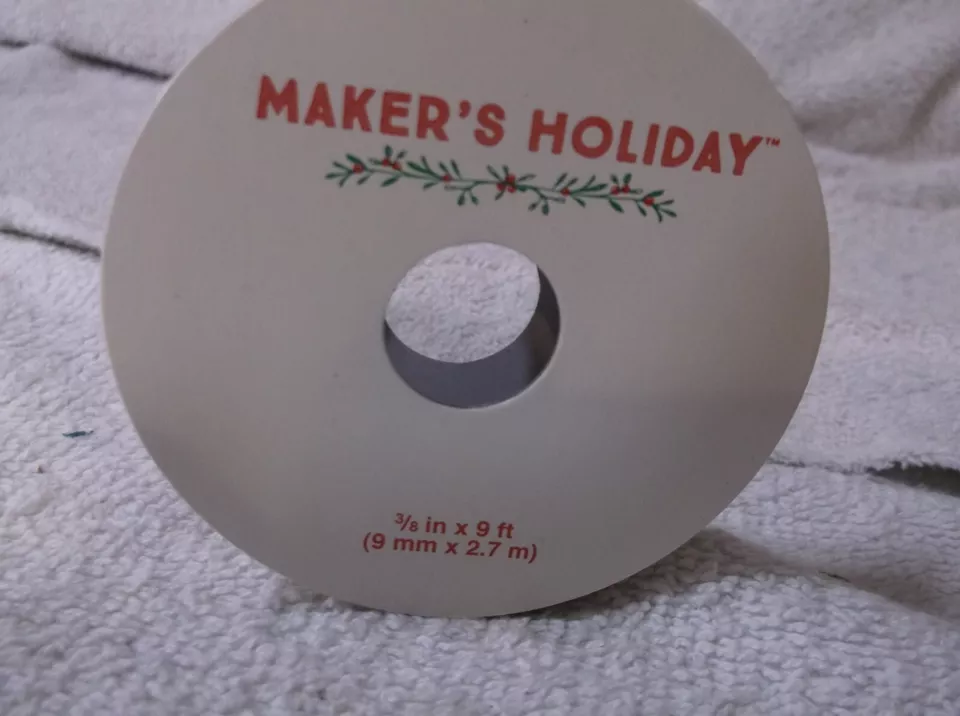 MAKER'S HOLIDAY™
3/8 in x 9 ft
(9 mm x 2.7 m)